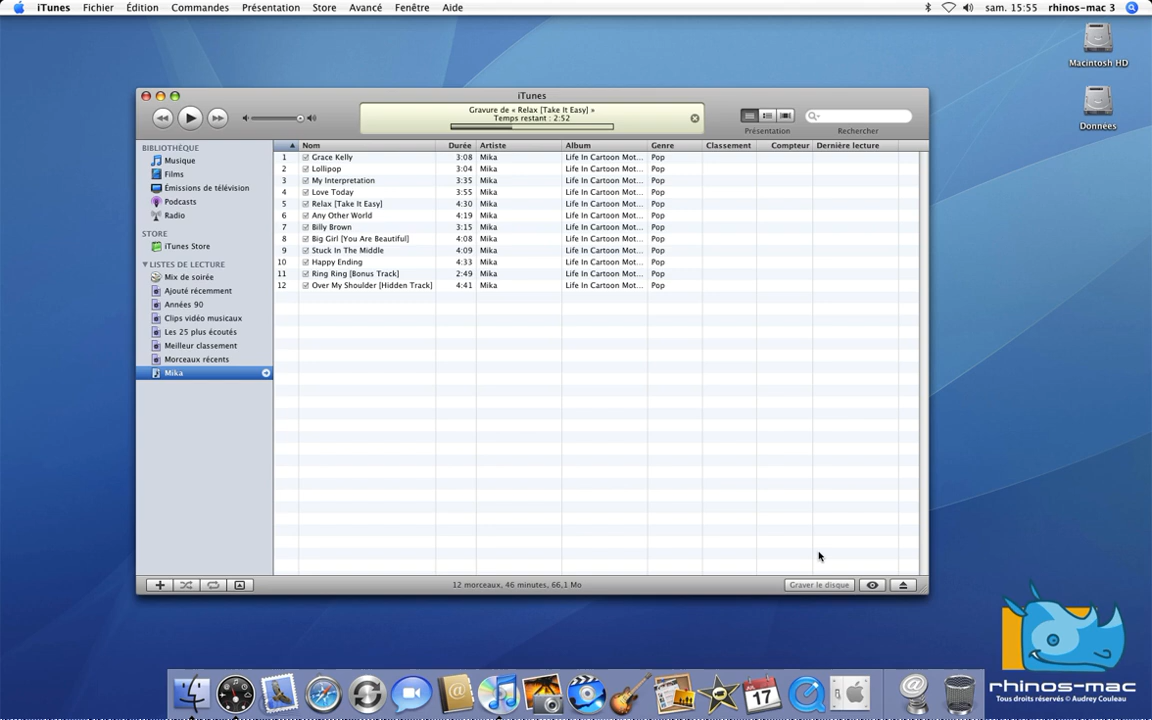 iTunes Fichier Édition Commandes Présentation Store Avancé Fenêtre Aide sam. 15:55 rhinos-mac 3
Macintosh HD
Données
iTunes
Gravure de « Relax [Take It Easy] »
Temps restant : 2:52
Présentation
Rechercher
BIBLIOTHÈQUE
Musique
Films
Émissions de télévision
Podcasts
Radio
STORE
iTunes Store
LISTES DE LECTURE
Mix de soirée
Ajouté récemment
Années 90
Clips vidéo musicaux
Les 25 plus écoutés
Meilleur classement
Morceaux récents
Mika
Nom Durée Artiste Album Genre Classement Compteur Dernière lecture
1 Grace Kelly 3:08 Mika Life In Cartoon Mot... Pop
2 Lollipop 3:04 Mika Life In Cartoon Mot... Pop
3 My Interpretation 3:35 Mika Life In Cartoon Mot... Pop
4 Love Today 3:55 Mika Life In Cartoon Mot... Pop
5 Relax [Take It Easy] 4:30 Mika Life In Cartoon Mot... Pop
6 Any Other World 4:19 Mika Life In Cartoon Mot... Pop
7 Billy Brown 3:15 Mika Life In Cartoon Mot... Pop
8 Big Girl [You Are Beautiful] 4:08 Mika Life In Cartoon Mot... Pop
9 Stuck In The Middle 4:09 Mika Life In Cartoon Mot... Pop
10 Happy Ending 4:33 Mika Life In Cartoon Mot... Pop
11 Ring Ring [Bonus Track] 2:49 Mika Life In Cartoon Mot... Pop
12 Over My Shoulder [Hidden Track] 4:41 Mika Life In Cartoon Mot... Pop
12 morceaux, 46 minutes, 66,1 Mo
Graver le disque
17
rhinos-mac
Tous droits réservés © Audrey Couleau